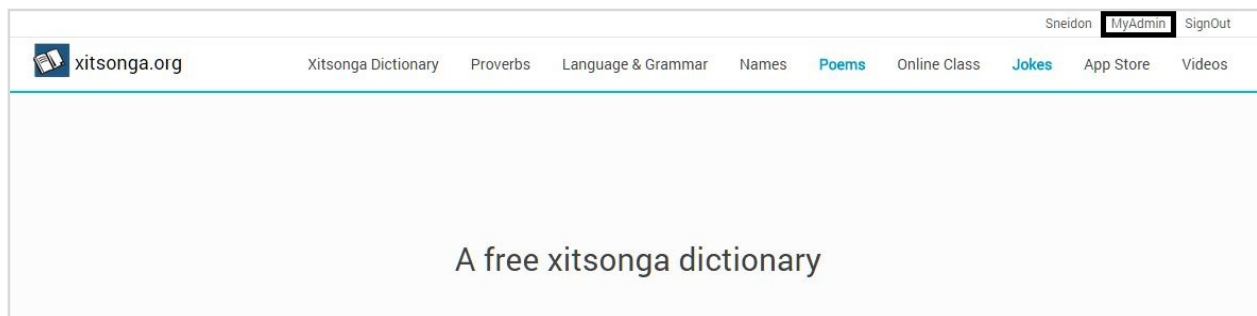 Sneidon MyAdmin SignOut
xitsonga.org Xitsonga Dictionary Proverbs Language & Grammar Names Poems Online Class Jokes App Store Videos
A free xitsonga dictionary